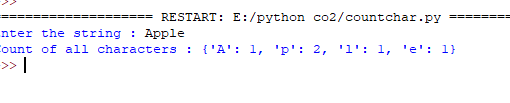 >>
==================== RESTART: E:/python co2/countchar.py ========
nter the string : Apple
ount of all characters : {'A': 1, 'p': 2, 'l': 1, 'e': 1}
>>